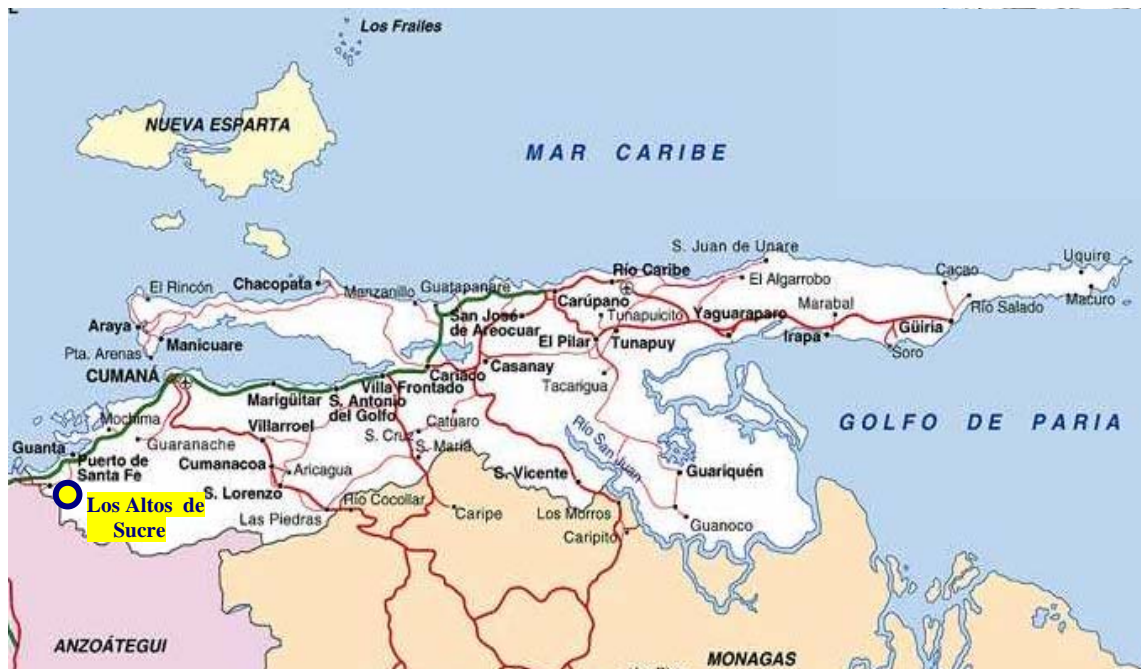 Los Frailes
NUEVA ESPARTA
MAR CARIBE
S. Juan de Unare
Uquire
Río Caribe
Cacao
El Rincón
Chacopata
Guatapanare
El Algarrobo
Manzanillo
Carúpano
Marabal
Macuro
San José
de Areocuar
Tunapuicito
Yaguaraparo
Río Salado
Araya
Güiria
Manicuare
El Pilar
Tunapuy
Irapa
Pta. Arenas
Soro
CUMANÁ
Cariaco
Casanay
Villa Frontado
Tacarigua
Marigüitar
S. Antonio
del Golfo
Catuaro
Mochima
Villarroel
GOLFO DE PARIA
S. Cruz
Río San Juan
Guaranache
S. María
Guanta
Puerto de
Santa Fe
Cumanacoa
Aricagua
S. Vicente
Guariquén
S. Lorenzo
Río Cocollar
Los Altos de
Sucre
Las Piedras
Caripe
Los Morros
Guanoco
Caripito
ANZOÁTEGUI
MONAGAS